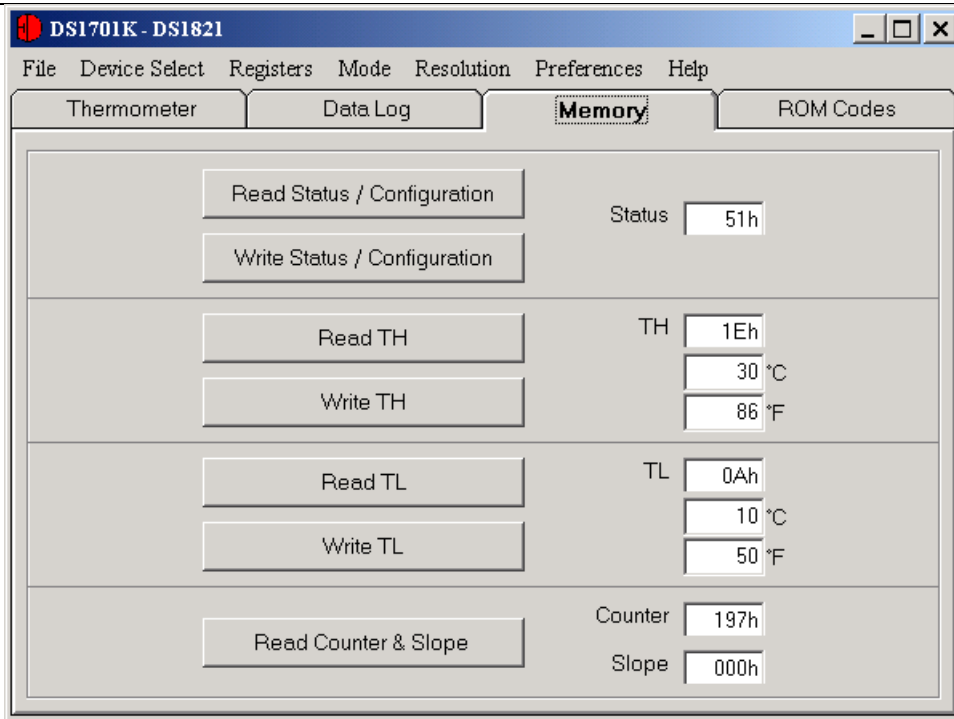 DS1701K - DS1821
File Device Select Registers Mode Resolution Preferences Help
Thermometer Data Log Memory ROM Codes
Read Status / Configuration
Status 51h
Write Status / Configuration
Read TH
TH 1Eh
30 °C
Write TH
86 °F
Read TL
TL 0Ah
10 °C
Write TL
50 °F
Counter 197h
Read Counter & Slope
Slope 000h